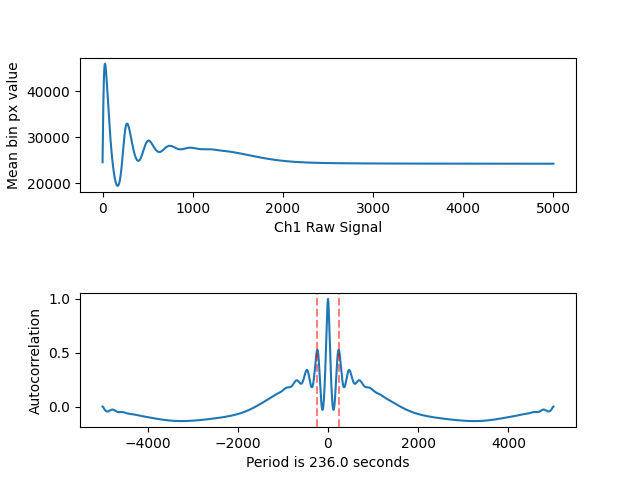 Mean bin px value
40000
30000
20000
0 1000 2000 3000 4000 5000
Ch1 Raw Signal
Autocorrelation
1.0
0.5
0.0
−4000 −2000 0 2000 4000
Period is 236.0 seconds